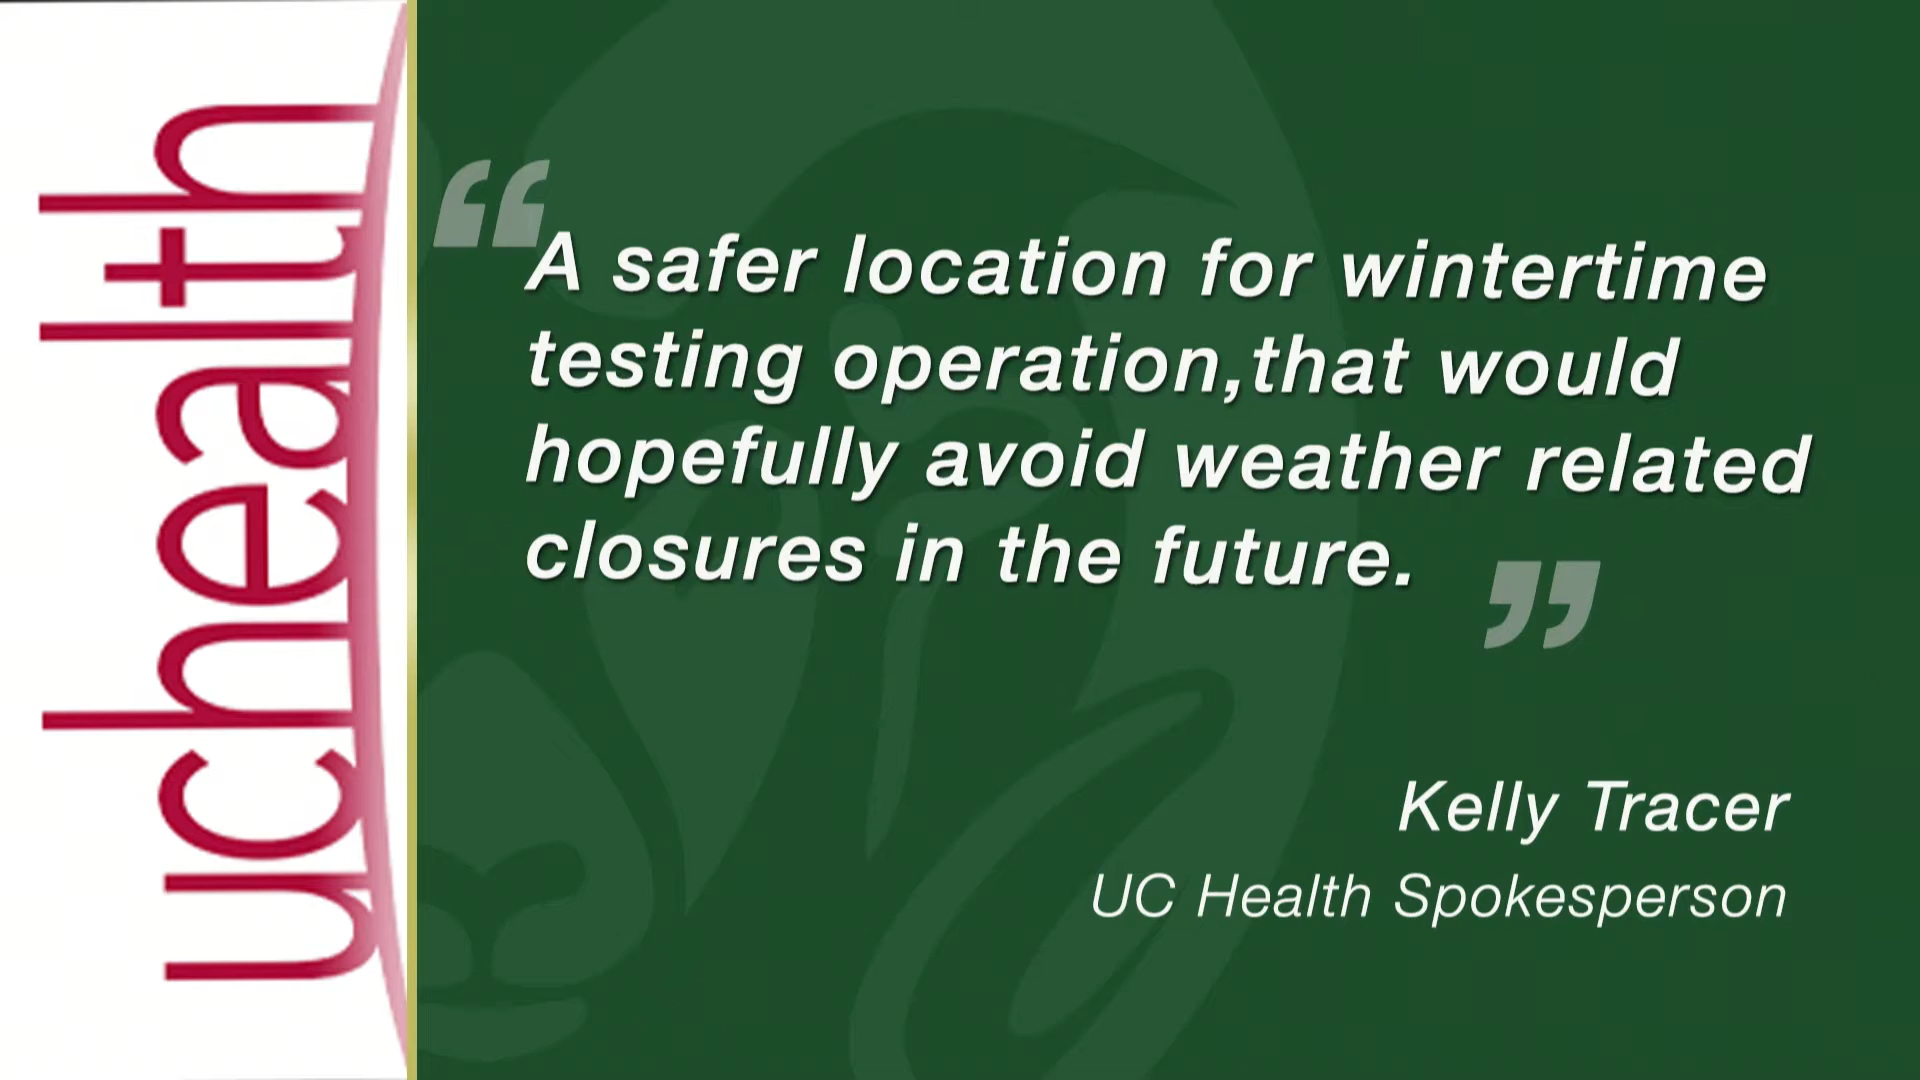 uchealth
“
A safer location for wintertime
testing operation,that would
hopefully avoid weather related
closures in the future.
”
Kelly Tracer
UC Health Spokesperson